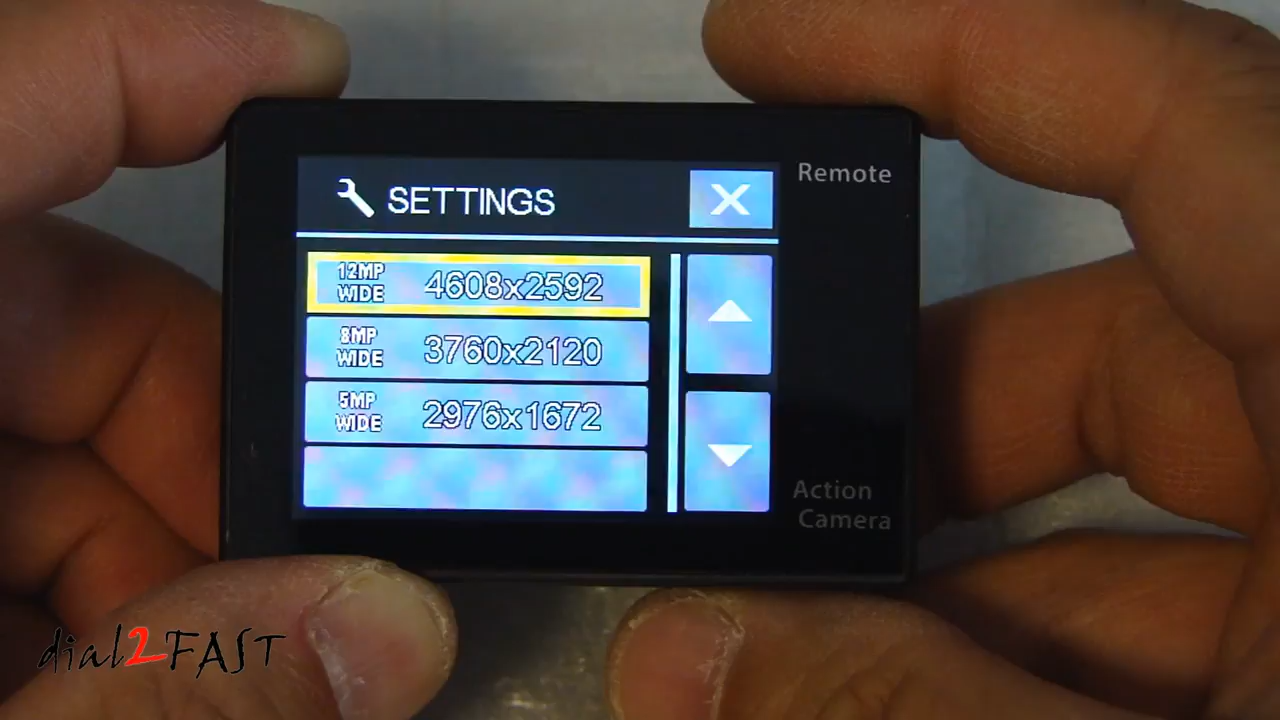 SETTINGS
X
Remote
12MP
WIDE
4608x2592
8MP
WIDE
3760x2120
5MP
WIDE
2976x1672
Action
Camera
dial2FAST